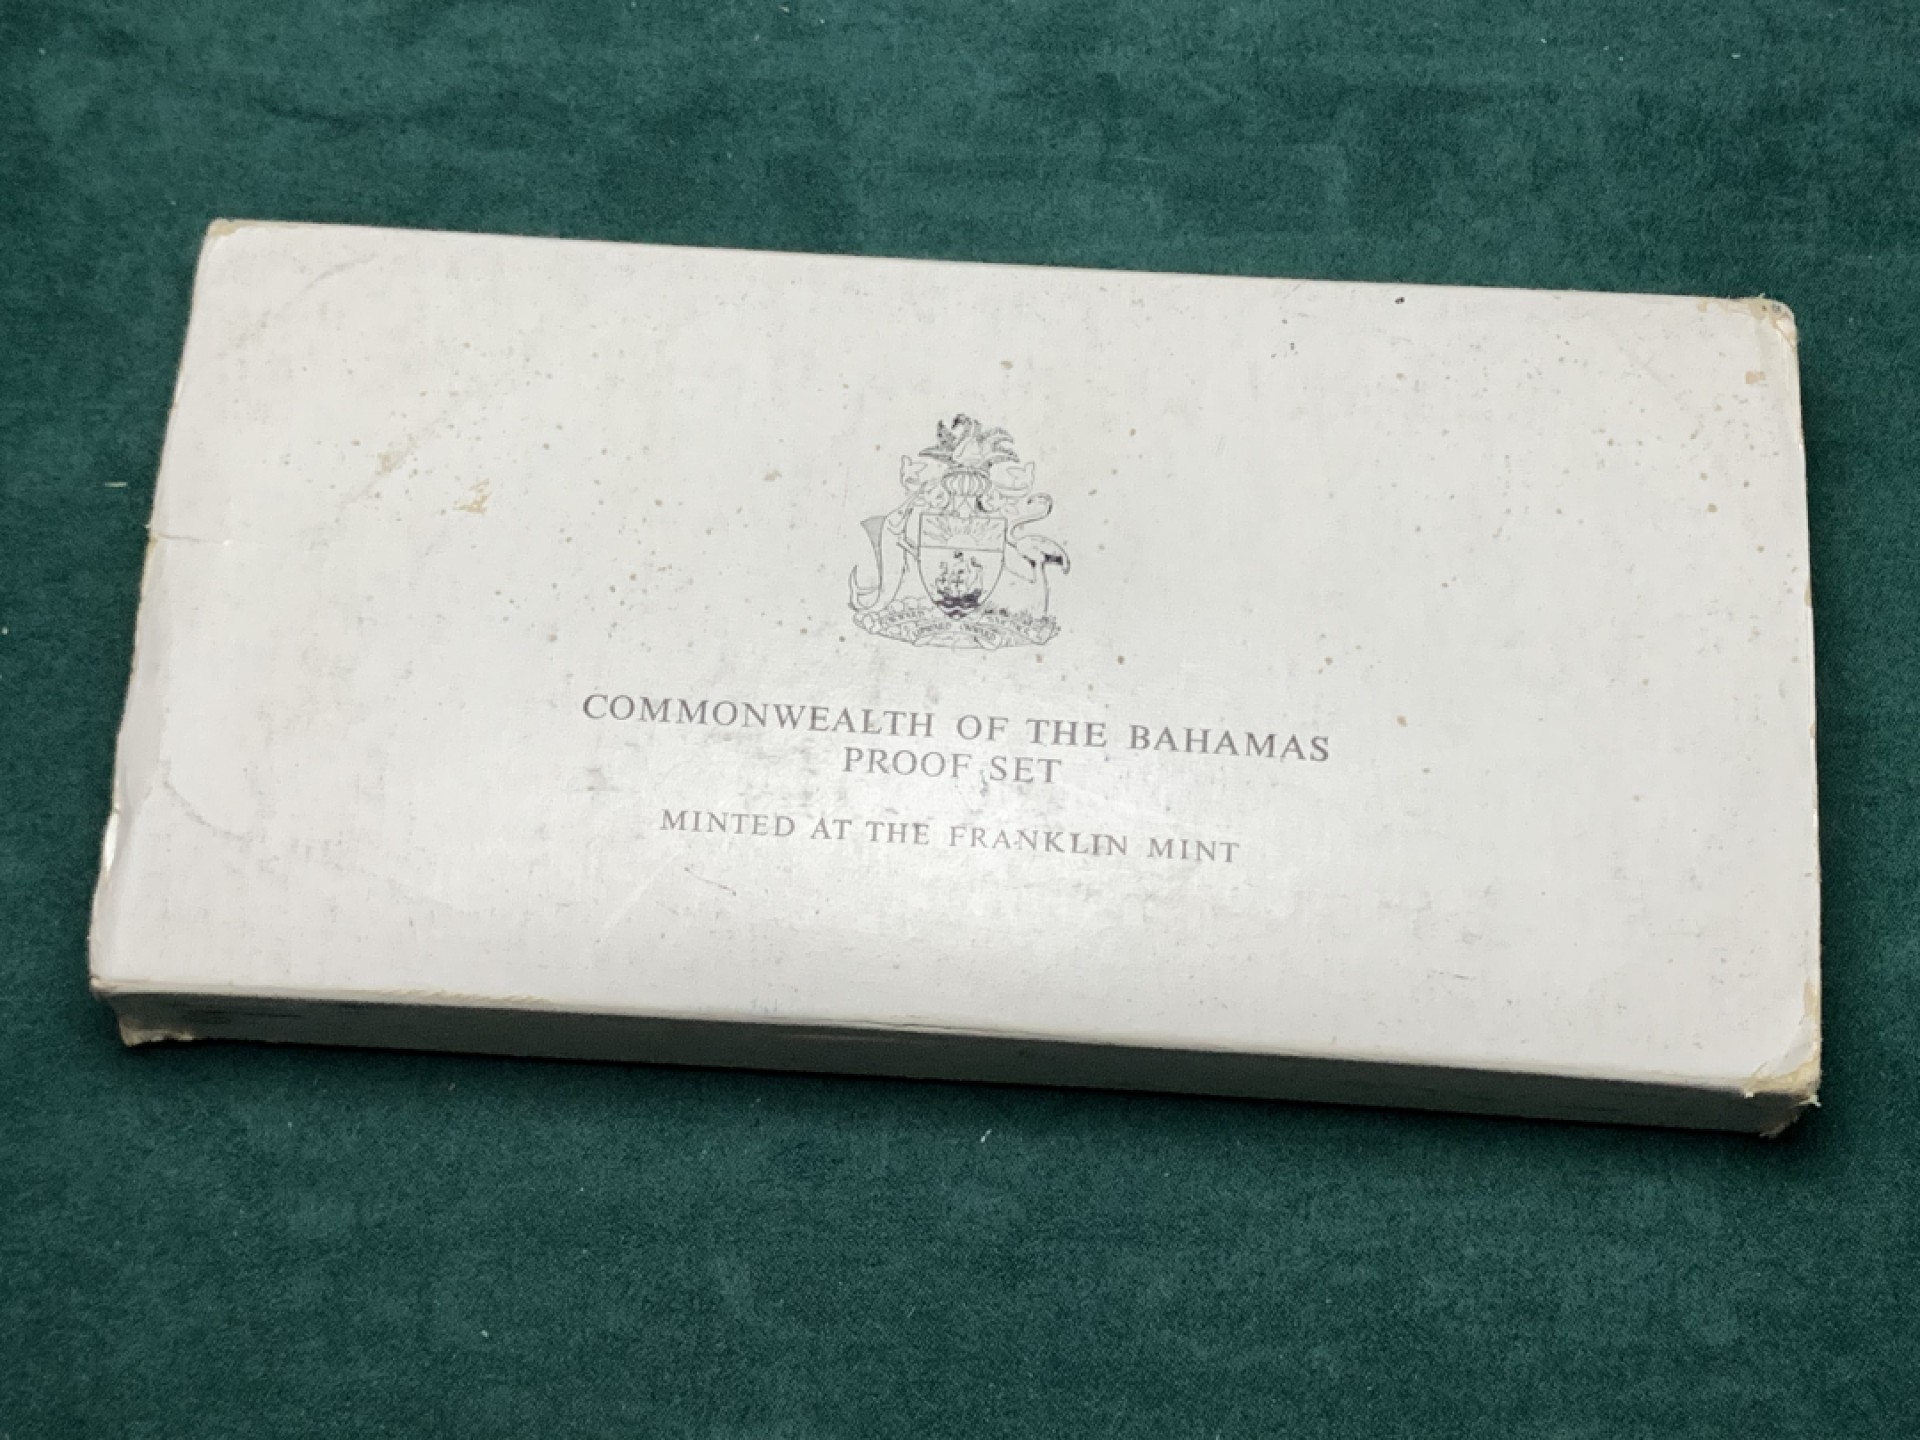 COMMONWEALTH OF THE BAHAMAS
PROOF SET
MINTED AT THE FRANKLIN MINT